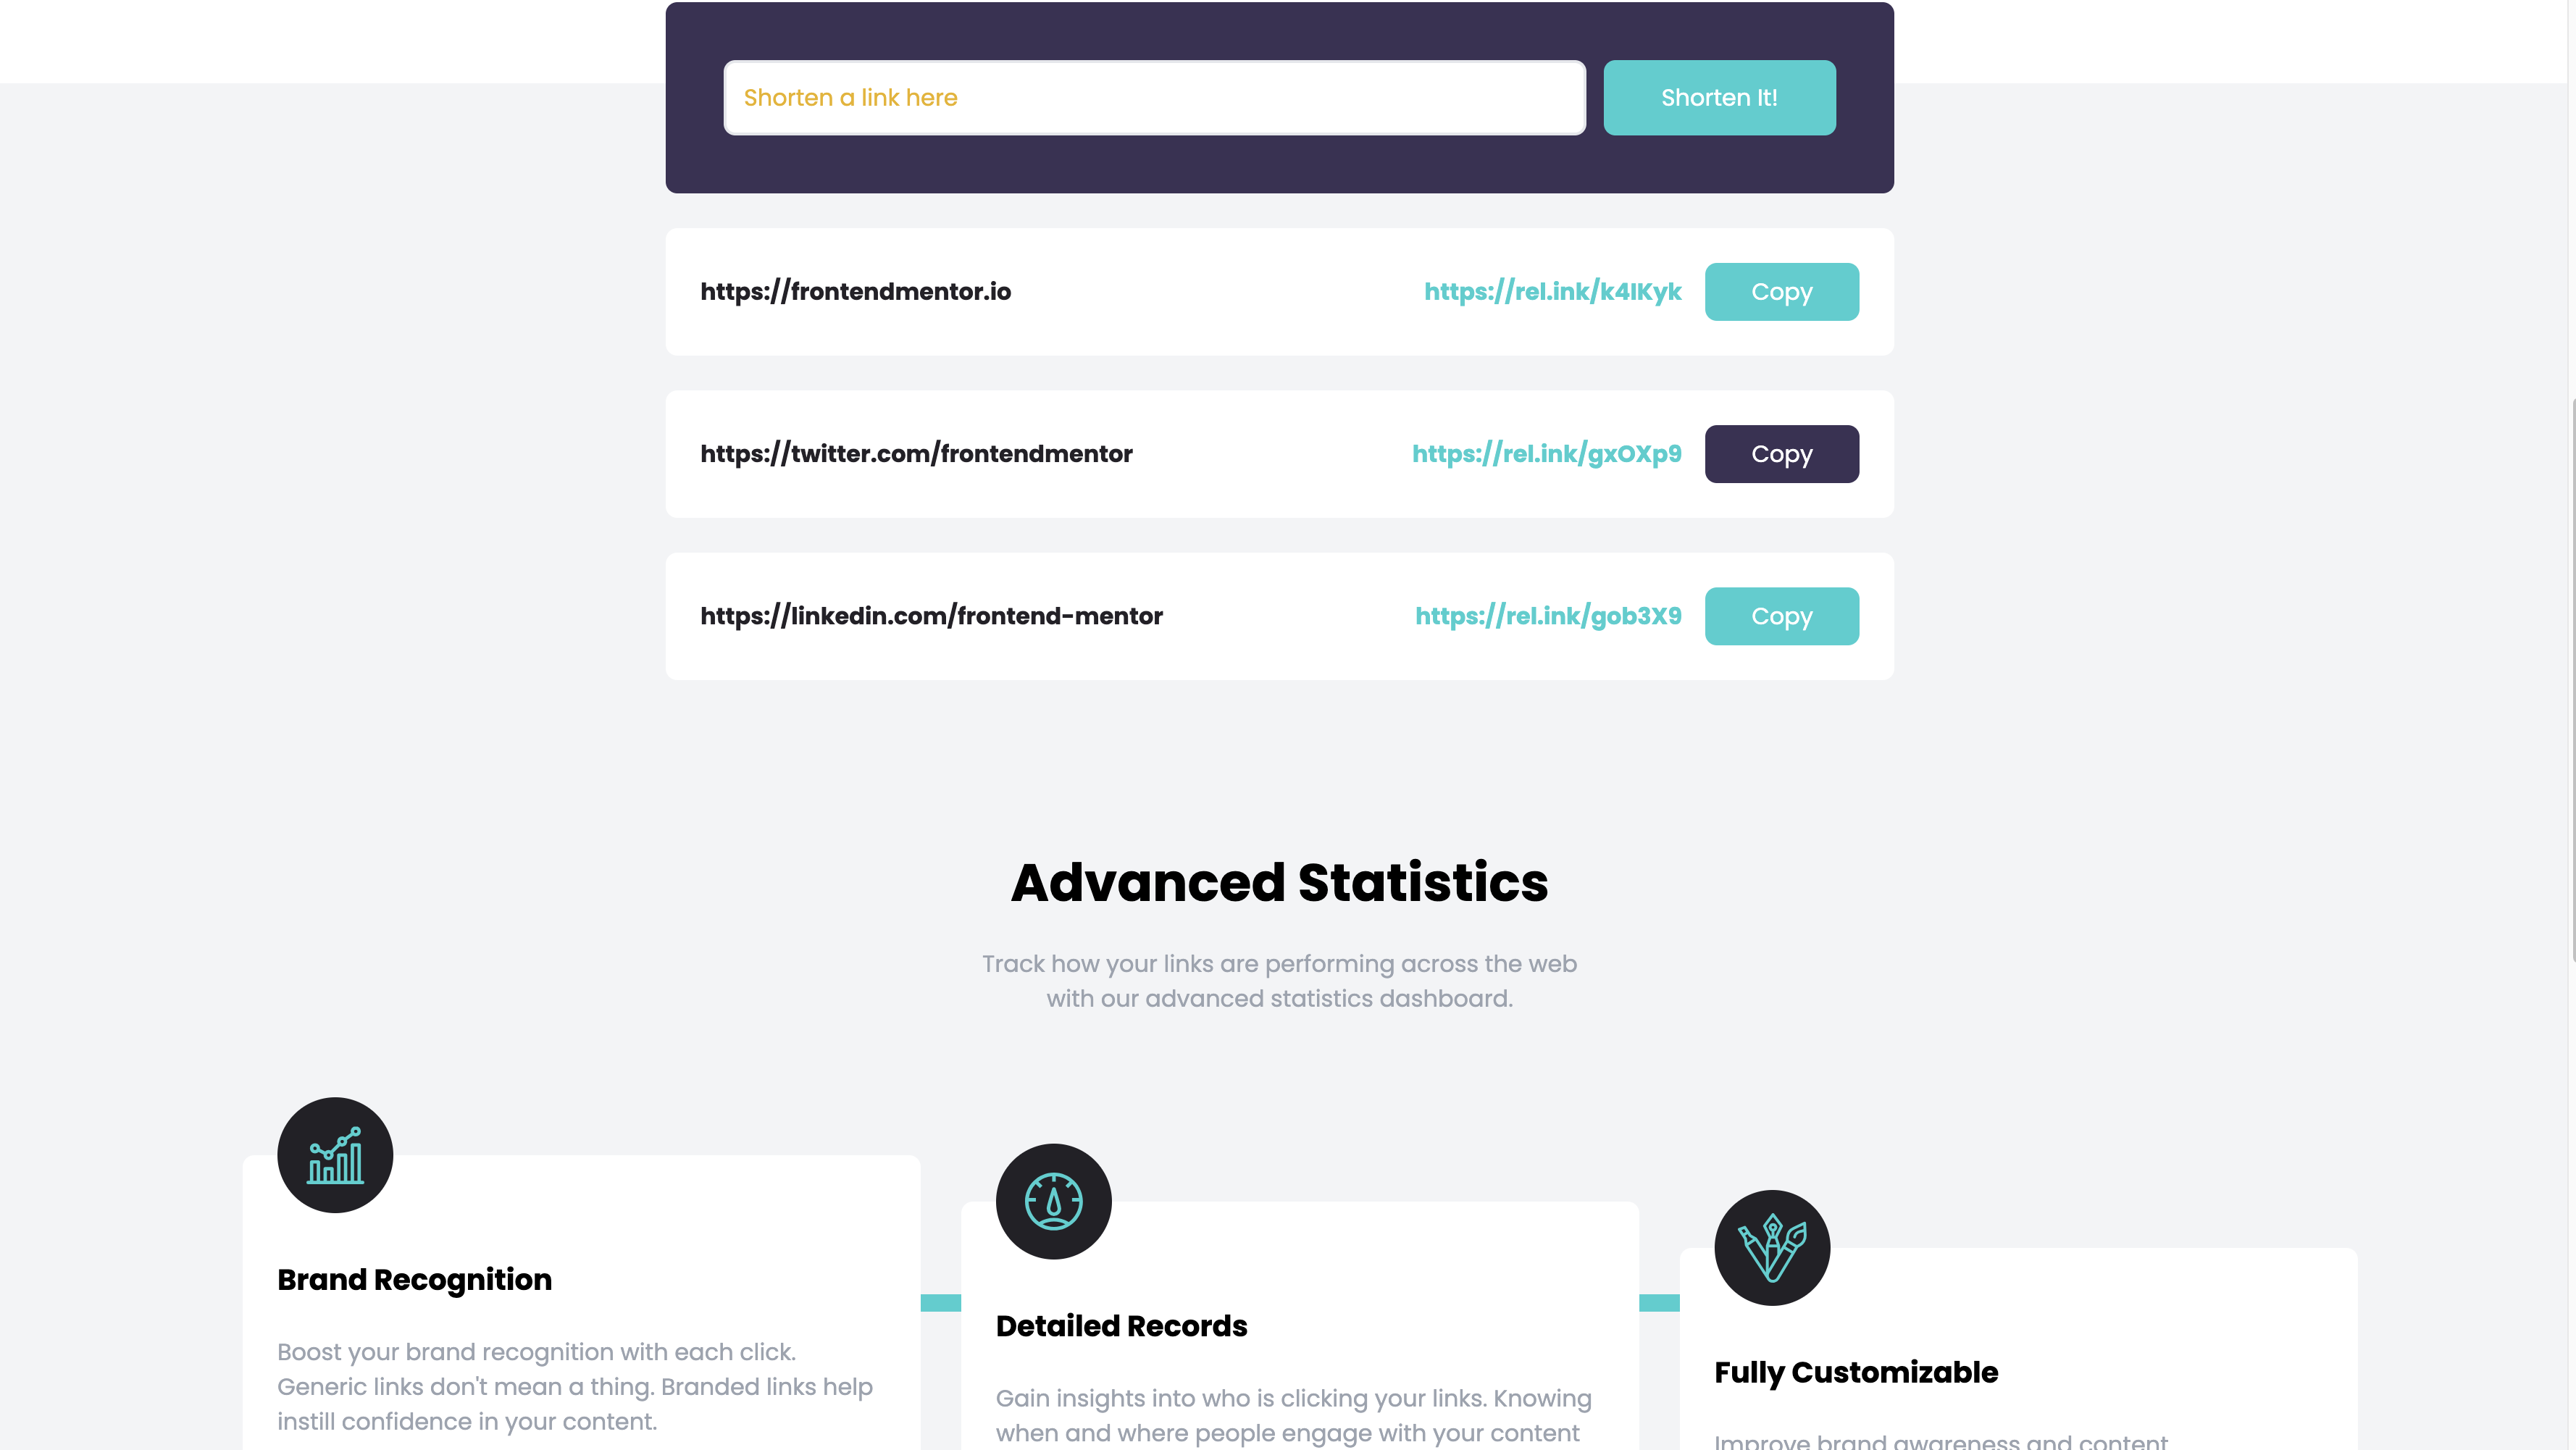 Shorten a link here
Shorten It!
https://frontendmentor.io
https://rel.ink/k4IKyk
Copy
https://twitter.com/frontendmentor
https://rel.ink/gxOXp9
Copy
https://linkedin.com/frontend-mentor
https://rel.ink/gob3X9
Copy
Advanced Statistics
Track how your links are performing across the web
with our advanced statistics dashboard.
Brand Recognition
Boost your brand recognition with each click.
Generic links don't mean a thing. Branded links help
instill confidence in your content.
Detailed Records
Gain insights into who is clicking your links. Knowing
when and where people engage with your content
Fully Customizable
Improve brand awareness and content